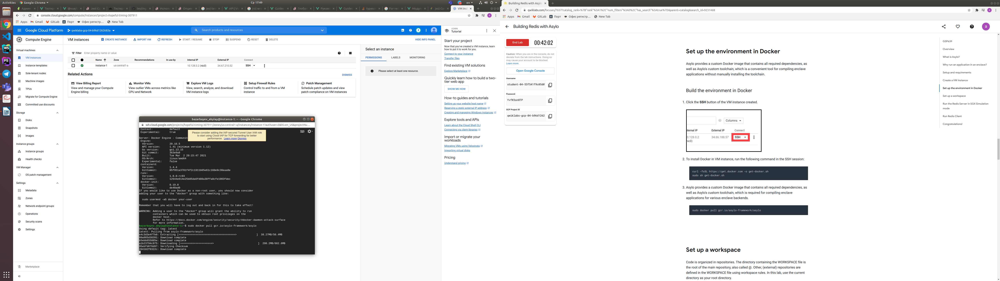 Activities
Google Chrome
Ср 17:49
en
Админ
Тестир
@vue/
Jest CL
Тестир
testing
Исполь
Опции
jest tes
API | Vu
jrst wra
Guides
Глобал
Руково
Guides
typesc
For rec
Модул
Jest Can
VM inst
console.cloud.google.com/compute/instances?project=hopeful-timing-307911
Apps
Gmail
GitLab
Порт
Офис регистр…
New Tab
Google Cloud Platform
qwiklabs-gcp-04-b96d1262683a
Search products and resources
2
Compute Engine
Virtual machines
VM instances
Instance templates
Sole-tenant nodes
Machine images
TPUs
Migrate for Compute Engine
Committed use discounts
Storage
Disks
Snapshots
Images
Instance groups
Instance groups
Health checks
VM Manager
OS patch management
Settings
Metadata
Zones
Network endpoint groups
Operations
Security scans
Settings
Marketplace
VM instances
CREATE INSTANCE
IMPORT VM
REFRESH
START / RESUME
STOP
SUSPEND
RESET
DELETE
HIDE INFO PANEL
Filter Enter property name or value
Name Zone Recommendations In use by Internal IP External IP Connect
instance-1 us-central1-a 10.128.0.2 (nic0) 34.67.210.52 SSH
Related Actions
DISMISS
View Billing Report
View and manage your Compute
Engine billing
Monitor VMs
View outlier VMs across metrics like
CPU and Network
Explore VM Logs
View, search, analyze, and download
VM instance logs
Setup Firewall Rules
Control traffic to and from a VM
instance
Patch Management
Schedule patch updates and view
patch compliance on VM instances
Select an instance
PERMISSIONS
LABELS
MONITORING
Please select at least one resource.
bazarbayev_abylay@instance-1: ~ - Google Chrome
ssh.cloud.google.com/projects/hopeful-timing-307911/zones/us-central1-a/instances/instance-1?authuser=0&hl=en_US&projectNu…
Please consider adding the IAP-secured Tunnel User IAM role
to start using Cloud IAP for TCP forwarding for better
performance. Learn more Dismiss
Context: default
Experimental: true
Server: Docker Engine - Communit
Engine:
Version: 20.10.5
API version: 1.41 (minimum version 1.12)
Go version: go1.13.15
Git commit: 363e9a8
Built: Tue Mar 2 20:15:47 2021
OS/Arch: linux/amd64
Experimental: false
containerd:
Version: 1.4.4
GitCommit: 05f951a3781f4f2c1911b05e61c160e9c30eaa8e
runc:
Version: 1.0.0-rc93
GitCommit: 12644e614e25b05da6fd08a38ffa0cfe1903fdec
docker-init:
Version: 0.19.0
GitCommit: de40ad0
If you would like to use Docker as a non-root user, you should now consider
adding your user to the "docker" group with something like:
sudo usermod -aG docker your-user
Remember that you will have to log out and back in for this to take effect!
WARNING: Adding a user to the "docker" group will grant the ability to run
containers which can be used to obtain root privileges on the
docker host.
Refer to https://docs.docker.com/engine/security/security/#docker-daemon-attack-surface
for more information.
bazarbayev_abylay@instance-1:~$ sudo docker pull gcr.io/asylo-framework/asylo
Using default tag: latest
latest: Pulling from asylo-framework/asylo
e4c3d3e4f7b0: Extracting [=====================================> ] 38.27MB/50.4MB
60a865d38391: Download complete
b5ebb655085e: Download complete
a1b23794c975: Downloading [=====================> ] 298.2MB/682.6MB
95ebfd876d97: Verifying Checksum
204102f0322c: Download complete
LEARN
Tutorial
Start your project
Now that you've created a VM instance, learn
how to put it to work for you.
Connect to your instance
Transfer files
Find existing VM solutions
Explore Marketplace
Quickly learn how to build a two-
tier web app
SHOW ME HOW
How-to guides and tutorials
Setting up your website host name
Reserving a static external IP address
Creating and managing Windows instances
Explore tools and APIs
Learn about the Cloud Shell CLI
Connecting via client libraries
Import or migrate your
workloads
Migrating VMs using Velostrata
Importing virtual disks
Pricing
Understand pricing
Building Redis with Asylo
qwiklabs.com/focuses/7637?catalog_rank=%7B"rank"%3A1%2C"num_filters"%3A0%2C"has_search"%3Atrue%7D&parent=catalog&search_id=9231468
Apps
Gmail
GitLab
Порт
Офис регистр…
New Tab
Building Redis with Asylo
a
End Lab
00:42:02
Caution: When you are in the console, do not
deviate from the lab instructions. Doing so
may cause your account to be blocked.
Learn more.
Open Google Console
Username
student-04-53f541f9c05d0
Password
YvfK5sn8TP
GCP Project ID
qwiklabs-gcp-04-b96d1262
Set up the environment in Docker
Asylo provides a custom Docker image that contains all required dependencies, as
well as Asylo's custom toolchain, which is a convenient tool for compiling enclave
applications without manually installing the toolchain.
Build the environment in Docker
1. Click the SSH button of the VM instance created.
Columns
nternal IP External IP Connect
0.128.0.2 34.66.188.57 SSH
nic0)
2. To install Docker in VM instance, run the following command in the SSH session:
curl -fsSL https://get.docker.com -o get-docker.sh
sudo sh get-docker.sh
3. Asylo provides a custom Docker image that contains all required dependencies, as
well as Asylo's custom toolchain, which is required for compiling enclave
applications for various enclave backends.
sudo docker pull gcr.io/asylo-framework/asylo
Set up a workspace
Code is organized in repositories. The directory containing the WORKSPACE file is
the root of the main repository, also called @. Other, (external) repositories are
defined in the WORKSPACE file using workspace rules. In this lab, use the current
directory as your root directory.
GSP639
Overview
What is Asylo?
Why run an application in an enclave?
Setup and requirements
Create a VM instance
Set up the environment in Docker
Set up a workspace
Run the Redis Server in SGX Simulation
mode
Run Redis Client
Congratulations!